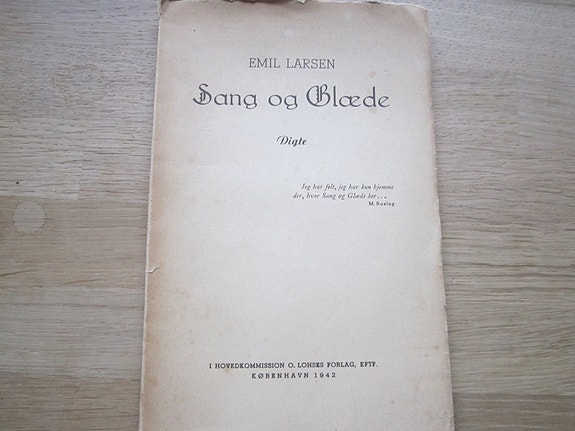 EMIL LARSEN
Sang og Glæde
Digte
Jeg har følt, jeg har kun hjemme
der, hvor Sang og Glæde bor...
M. Rosing
I HOVEDKOMMISSION O. LOHSES FORLAG, EFTF.
KØBENHAVN 1942